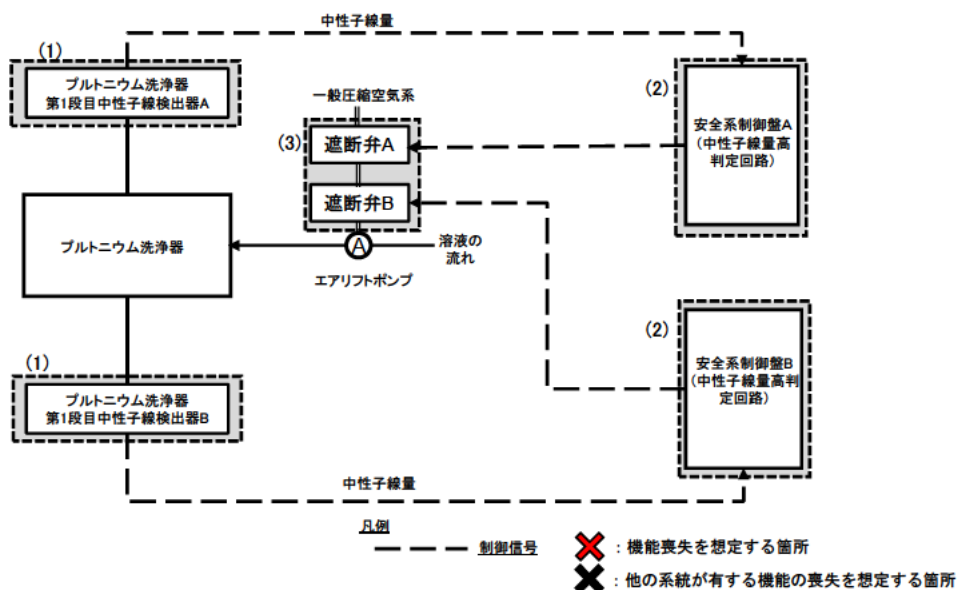 中性子線量
(1)
プルトニウム洗浄器
第1段目中性子線検出器A
一般圧縮空気系
(2)
安全系制御盤A
(中性子線量高
判定回路)
(3)
遮断弁A
遮断弁B
プルトニウム洗浄器
A
溶液の
流れ
エアリフトポンプ
(2)
安全系制御盤B
(中性子線量高判
定回路)
(1)
プルトニウム洗浄器
第1段目中性子線検出器B
中性子線量
凡例
制御信号
：機能喪失を想定する箇所
：他の系統が有する機能の喪失を想定する箇所